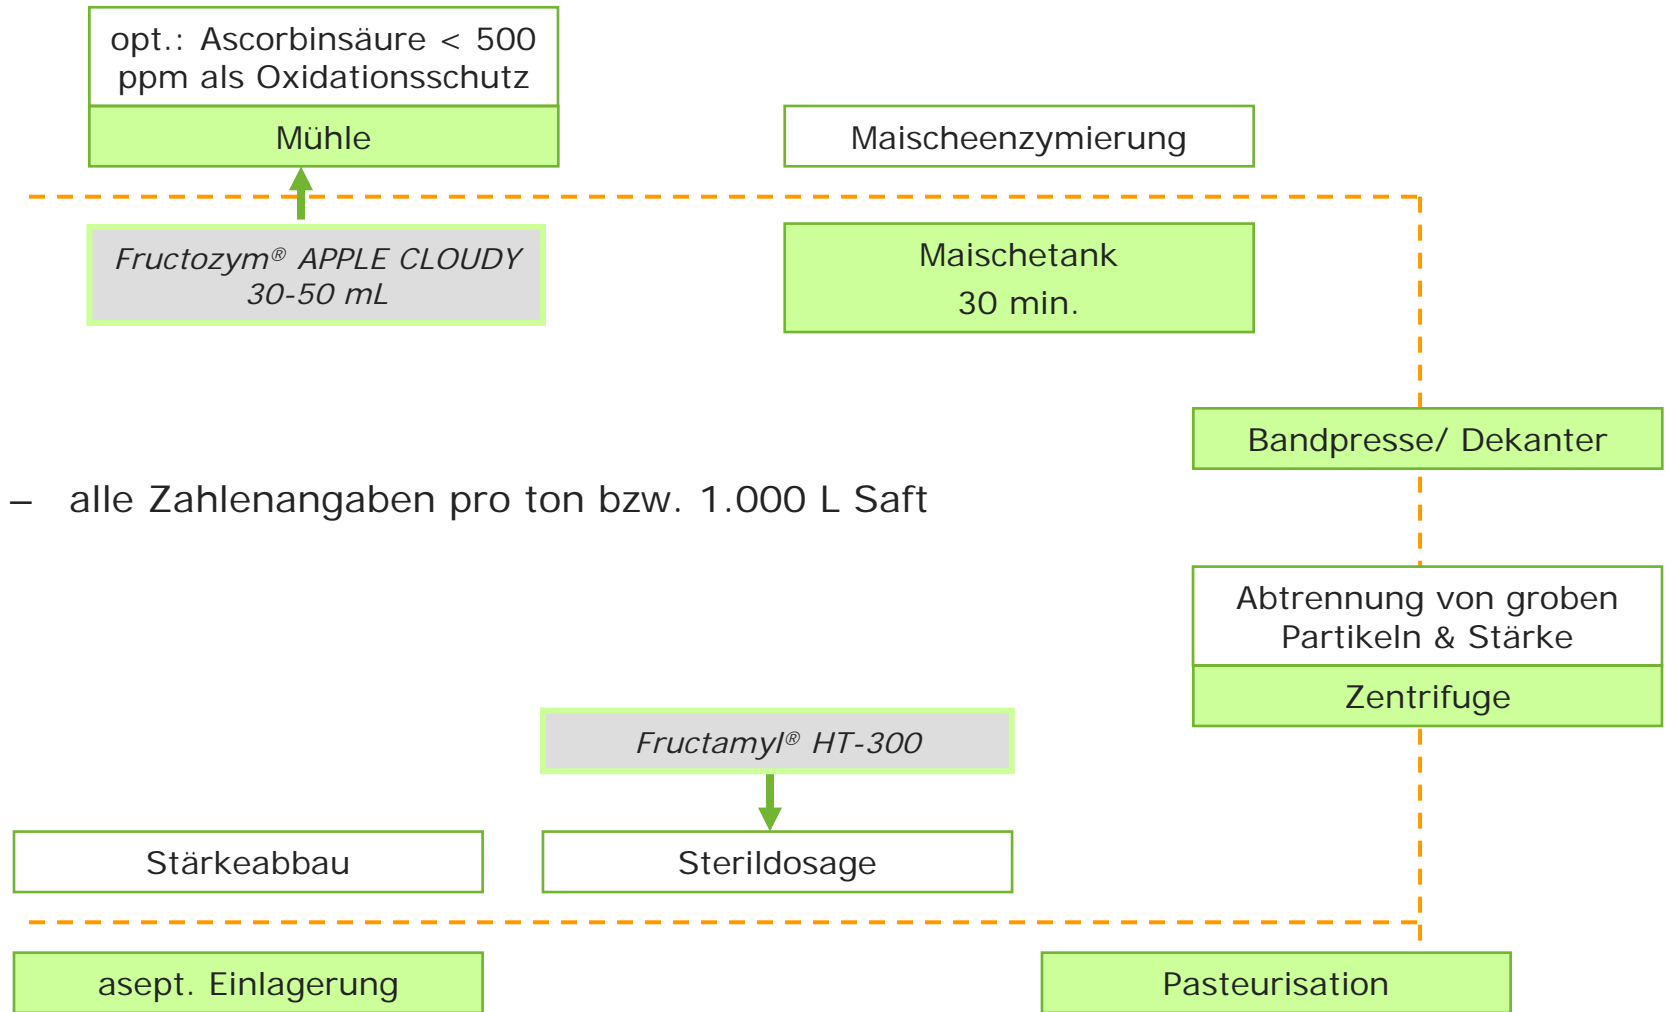 opt.: Ascorbinsäure < 500
ppm als Oxidationsschutz
Mühle
Maischeenzymierung
Fructozym® APPLE CLOUDY
30-50 mL
Maischetank
30 min.
Bandpresse/ Dekanter
– alle Zahlenangaben pro ton bzw. 1.000 L Saft
Abtrennung von groben
Partikeln & Stärke
Zentrifuge
Fructamyl® HT-300
Stärkeabbau
Sterildosage
asept. Einlagerung
Pasteurisation